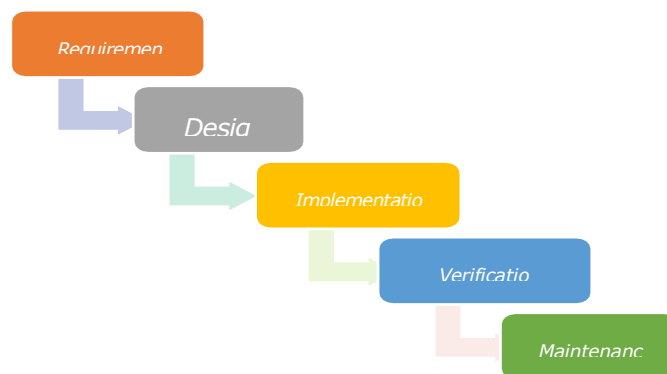 Requiremen
Desig
Implementatio
Verificatio
Maintenanc